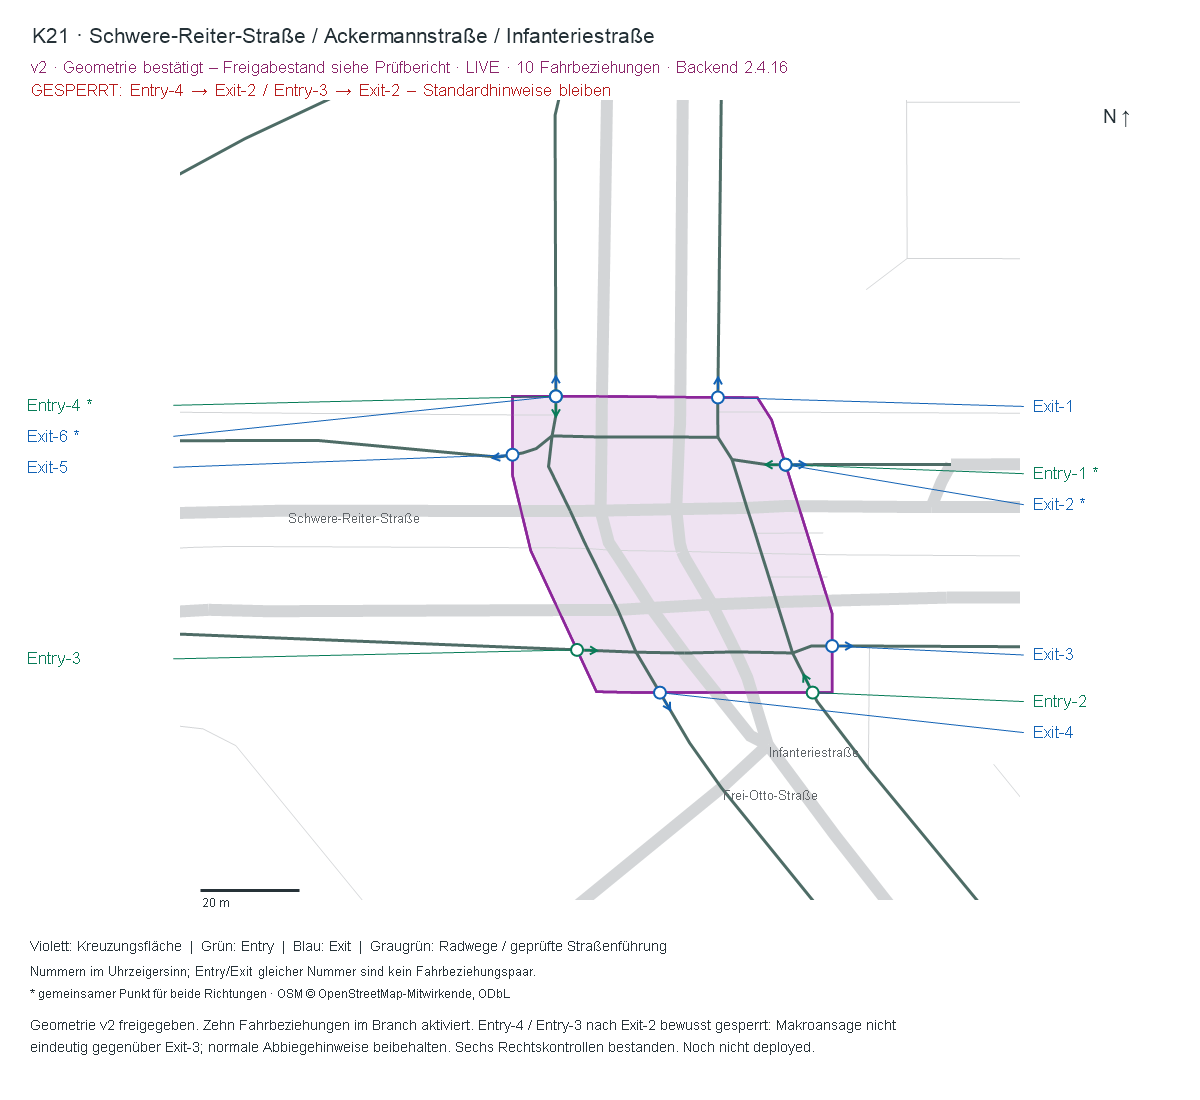 K21 · Schwere-Reiter-Straße / Ackermannstraße / Infanteriestraße
v2 · Geometrie bestätigt – Freigabestand siehe Prüfbericht · LIVE · 10 Fahrbeziehungen · Backend 2.4.16
GESPERRT: Entry-4 → Exit-2 / Entry-3 → Exit-2 – Standardhinweise bleiben
N ↑
Entry-4 *
Exit-6 *
Exit-5
Entry-3
Exit-1
Entry-1 *
Exit-2 *
Exit-3
Entry-2
Exit-4
Schwere-Reiter-Straße
Infanteriestraße
Frei-Otto-Straße
20 m
Violett: Kreuzungsfläche | Grün: Entry | Blau: Exit | Graugrün: Radwege / geprüfte Straßenführung
Nummern im Uhrzeigersinn; Entry/Exit gleicher Nummer sind kein Fahrbeziehungspaar.
* gemeinsamer Punkt für beide Richtungen · OSM © OpenStreetMap-Mitwirkende, ODbL
Geometrie v2 freigegeben. Zehn Fahrbeziehungen im Branch aktiviert. Entry-4 / Entry-3 nach Exit-2 bewusst gesperrt: Makroansage nicht
eindeutig gegenüber Exit-3; normale Abbiegehinweise beibehalten. Sechs Rechtskontrollen bestanden. Noch nicht deployed.